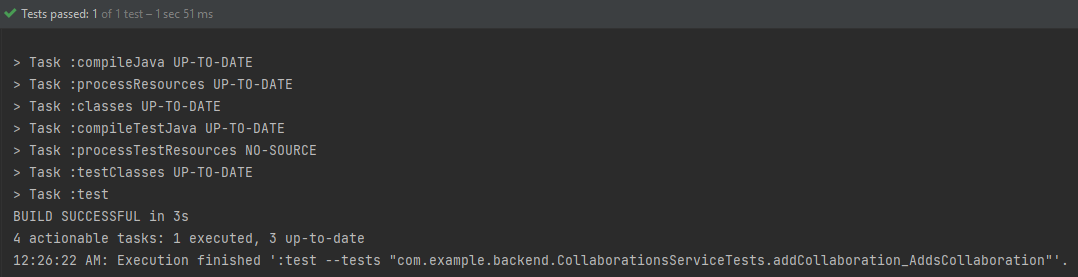 Tests passed: 1 of 1 test – 1 sec 51 ms
> Task :compileJava UP-TO-DATE
> Task :processResources UP-TO-DATE
> Task :classes UP-TO-DATE
> Task :compileTestJava UP-TO-DATE
> Task :processTestResources NO-SOURCE
> Task :testClasses UP-TO-DATE
> Task :test
BUILD SUCCESSFUL in 3s
4 actionable tasks: 1 executed, 3 up-to-date
12:26:22 AM: Execution finished ':test --tests "com.example.backend.CollaborationsServiceTests.addCollaboration_AddsCollaboration"'.